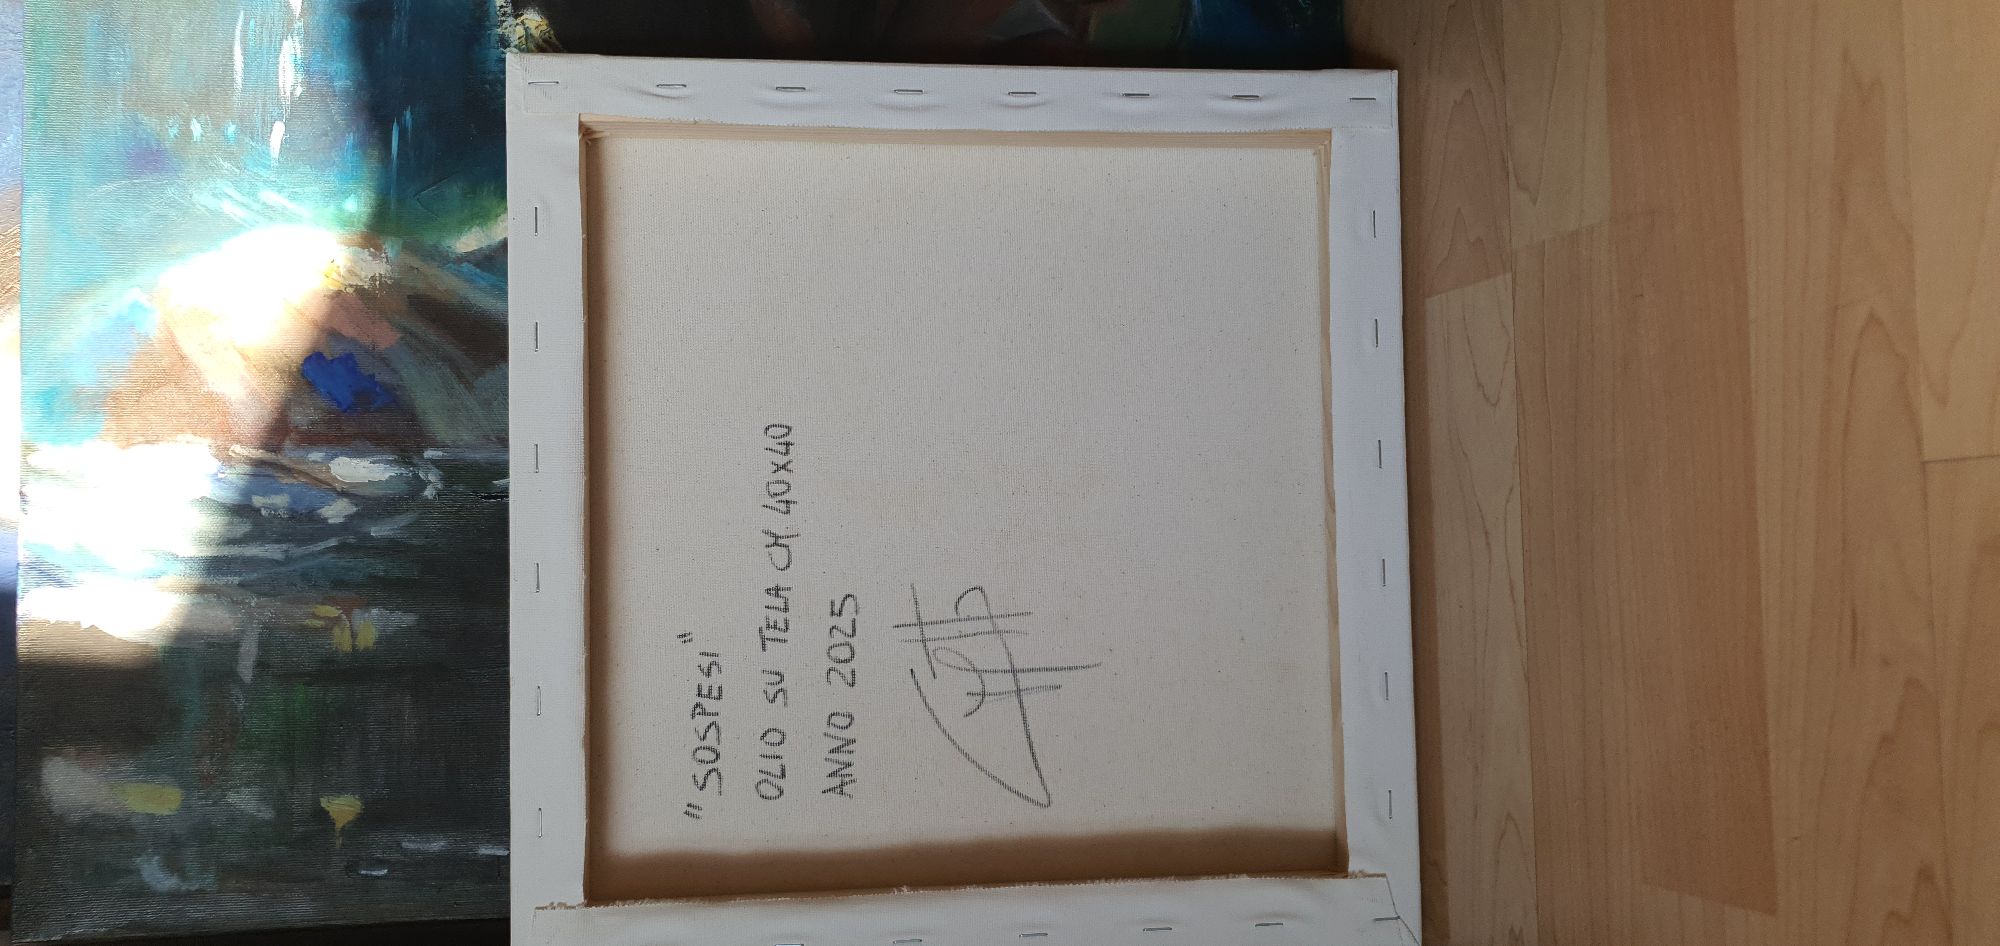 "SOSPESI"
OLIO SU TELA CM. 40X40
ANNO 2025